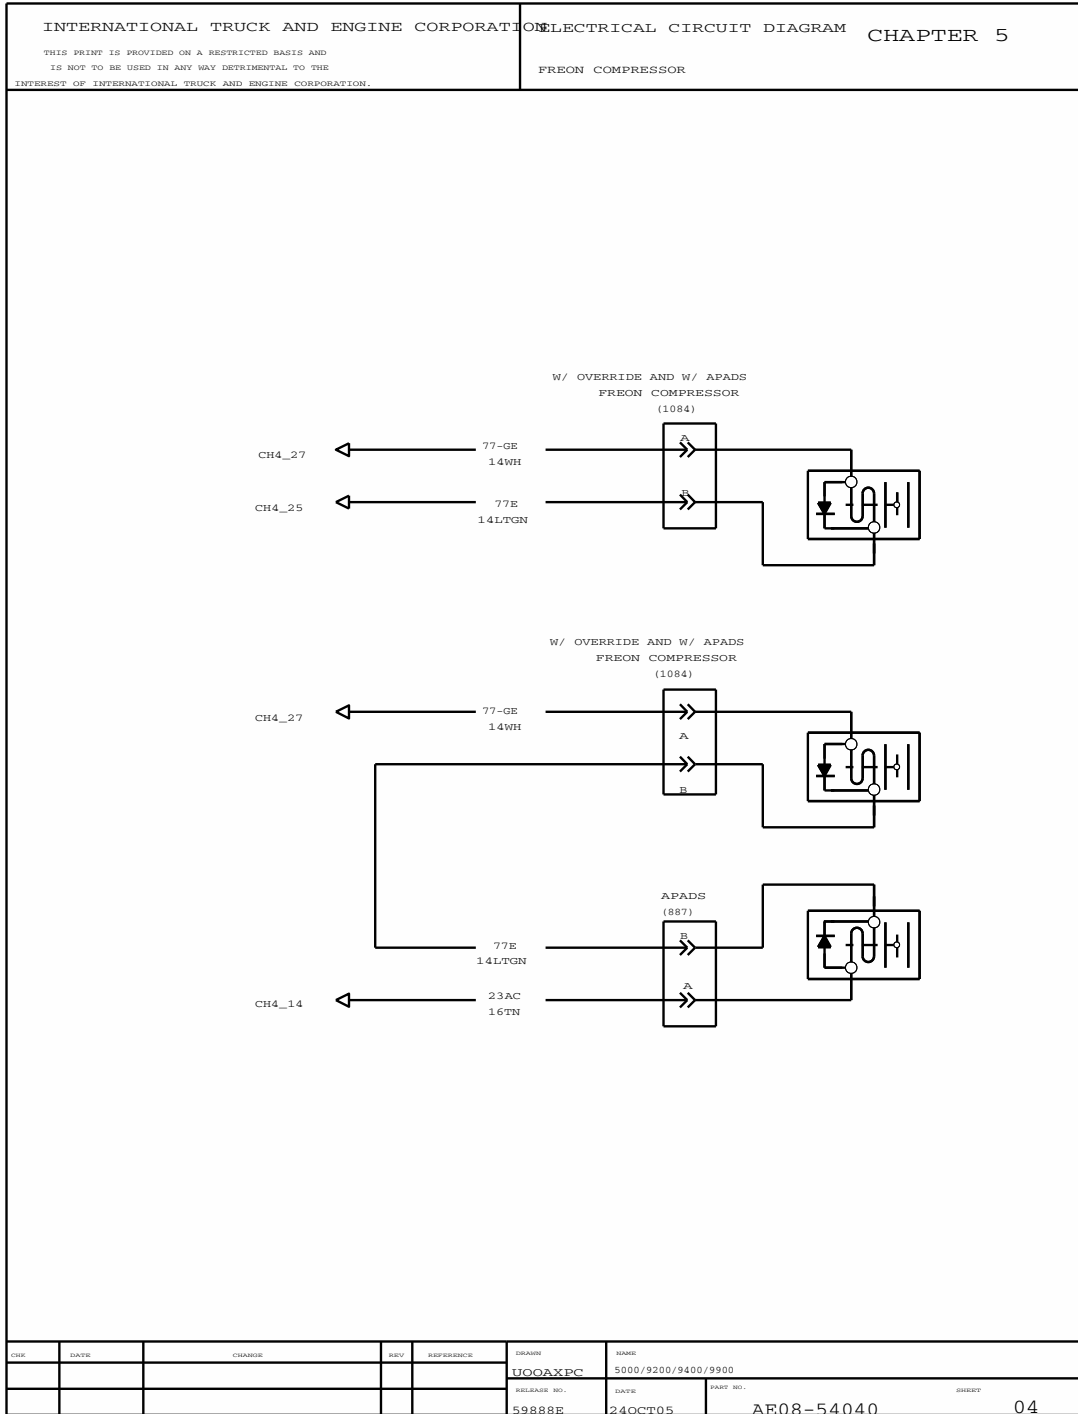 INTERNATIONAL TRUCK AND ENGINE CORPORATION
THIS PRINT IS PROVIDED ON A RESTRICTED BASIS AND
IS NOT TO BE USED IN ANY WAY DETRIMENTAL TO THE
INTEREST OF INTERNATIONAL TRUCK AND ENGINE CORPORATION.
ELECTRICAL CIRCUIT DIAGRAM
CHAPTER 5
FREON COMPRESSOR
W/ OVERRIDE AND W/ APADS
FREON COMPRESSOR
(1084)
CH4_27
77-GE
14WH
A
CH4_25
77E
14LTGN
B
W/ OVERRIDE AND W/ APADS
FREON COMPRESSOR
(1084)
CH4_27
77-GE
14WH
A
B
APADS
(887)
77E
14LTGN
B
CH4_14
23AC
16TN
A
CHK
DATE
CHANGE
REV
REFERENCE
DRAWN
UOOAXPC
NAME
5000/9200/9400/9900
RELEASE NO.
59888E
DATE
24OCT05
PART NO.
AE08-54040
SHEET
04